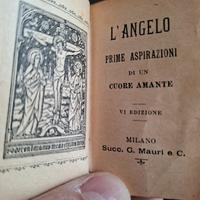 L'ANGELO
PRIME ASPIRAZIONI
DI UN
CUORE AMANTE
VI EDIZIONE
MILANO
Succ. C. Mauri e C.